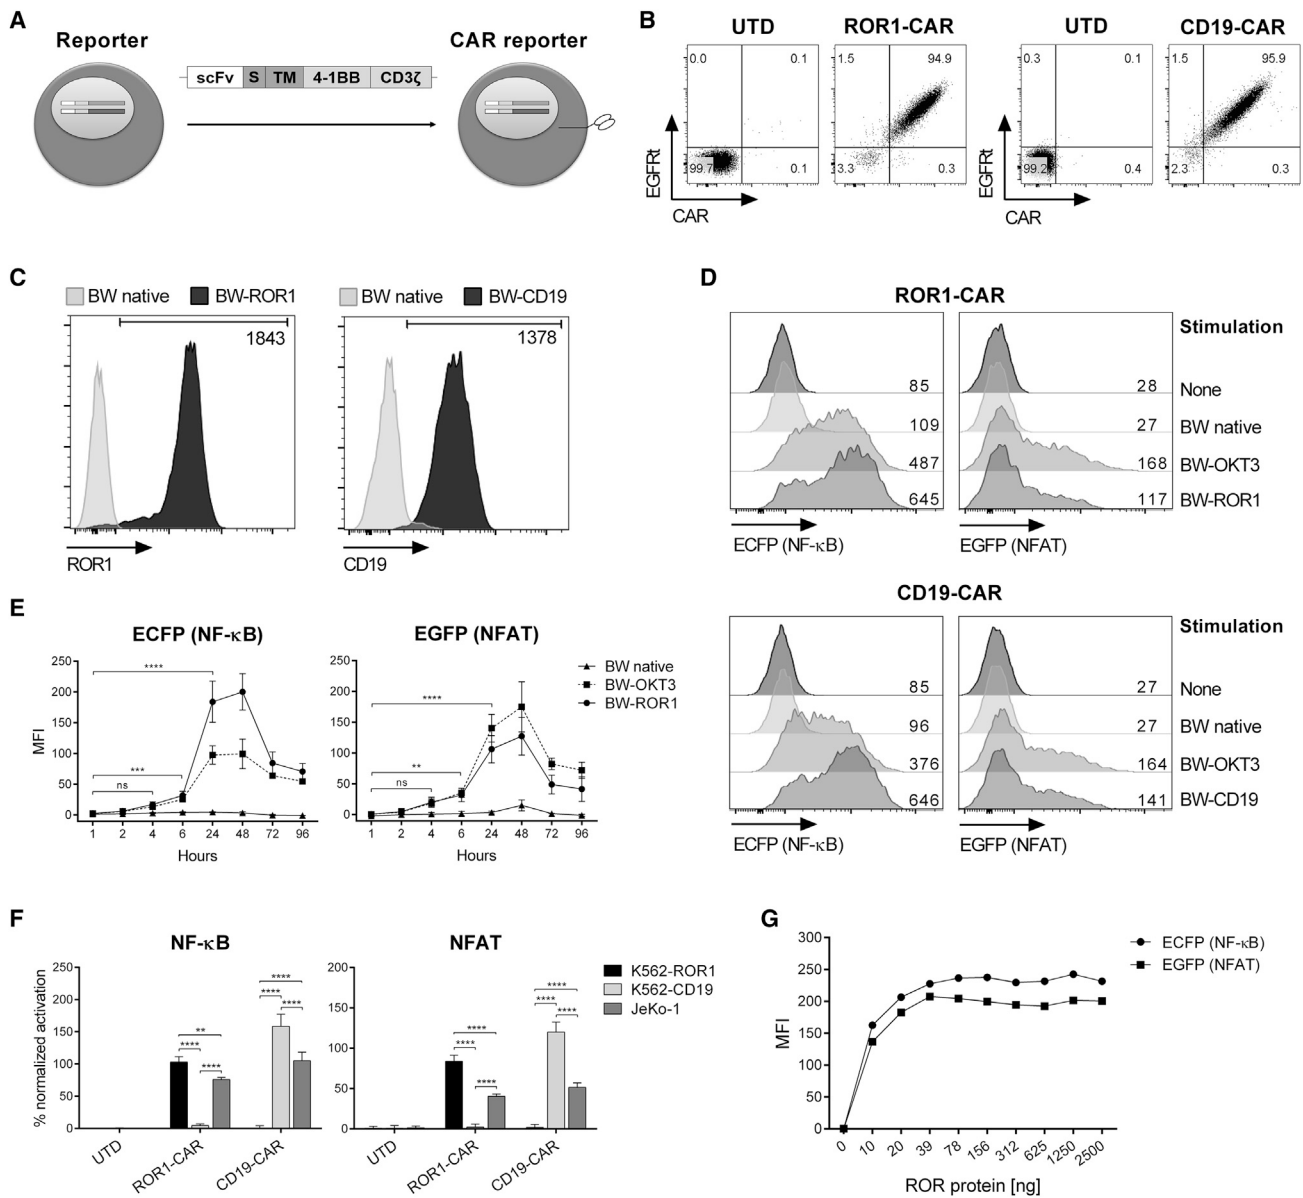 A
Reporter
CAR reporter
scFv S TM 4-1BB CD3ζ
B
UTD
ROR1-CAR
UTD
CD19-CAR
0.0 0.1
99.7 0.1
1.5 94.9
3.3 0.3
0.3 0.1
99.2 0.4
1.5 95.9
2.3 0.3
EGFRt
CAR
EGFRt
CAR
C
BW native BW-ROR1
1843
ROR1
BW native BW-CD19
1378
CD19
D
ROR1-CAR
Stimulation
85 28 None
109 27 BW native
487 168 BW-OKT3
645 117 BW-ROR1
ECFP (NF-κB)
EGFP (NFAT)
CD19-CAR
Stimulation
85 27 None
96 27 BW native
376 164 BW-OKT3
646 141 BW-CD19
ECFP (NF-κB)
EGFP (NFAT)
E
ECFP (NF-κB)
MFI
250
200
150
100
50
0
****
***
ns
1 2 4 6 24 48 72 96
Hours
EGFP (NFAT)
250
200
150
100
50
0
****
**
ns
1 2 4 6 24 48 72 96
Hours
BW native
BW-OKT3
BW-ROR1
F
NF-κB
% normalized activation
250
200
150
100
50
0
**
****
****
****
****
****
UTD
ROR1-CAR
CD19-CAR
NFAT
200
150
100
50
0
****
****
****
****
****
****
UTD
ROR1-CAR
CD19-CAR
K562-ROR1
K562-CD19
JeKo-1
G
MFI
300
250
200
150
100
50
0
ECFP (NF-κB)
EGFP (NFAT)
0 10 20 39 78 156 312 625 1250 2500
ROR protein [ng]